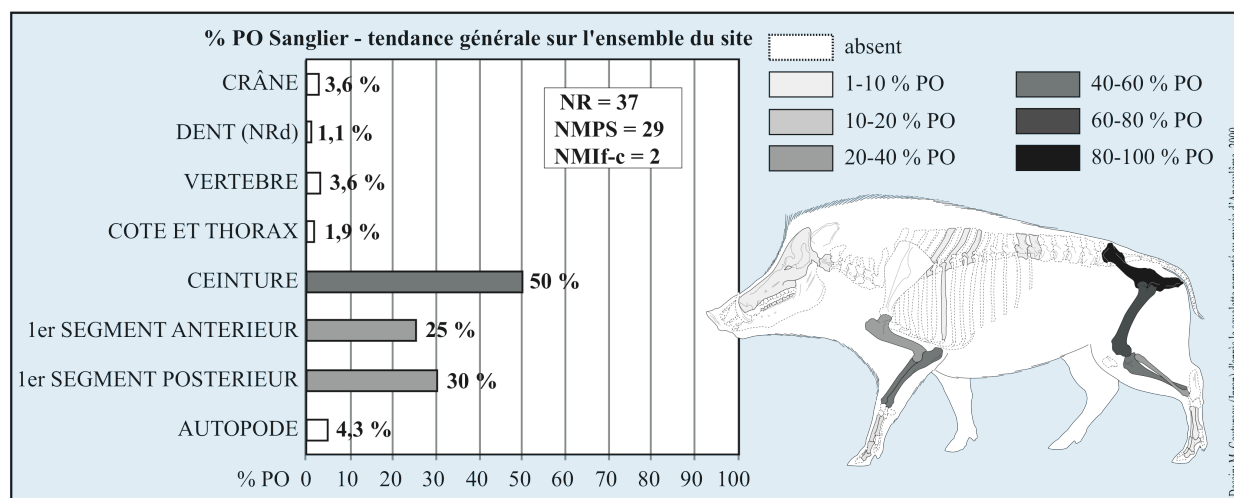 % PO Sanglier - tendance générale sur l'ensemble du site
CRÂNE
3,6 %
DENT (NRd)
1,1 %
VERTEBRE
3,6 %
COTE ET THORAX
1,9 %
CEINTURE
50 %
1er SEGMENT ANTERIEUR
25 %
1er SEGMENT POSTERIEUR
30 %
AUTOPODE
4,3 %
% PO 0 10 20 30 40 50 60 70 80 90 100
NR = 37
NMPS = 29
NMIf-c = 2
absent
1-10 % PO
10-20 % PO
20-40 % PO
40-60 % PO
60-80 % PO
80-100 % PO